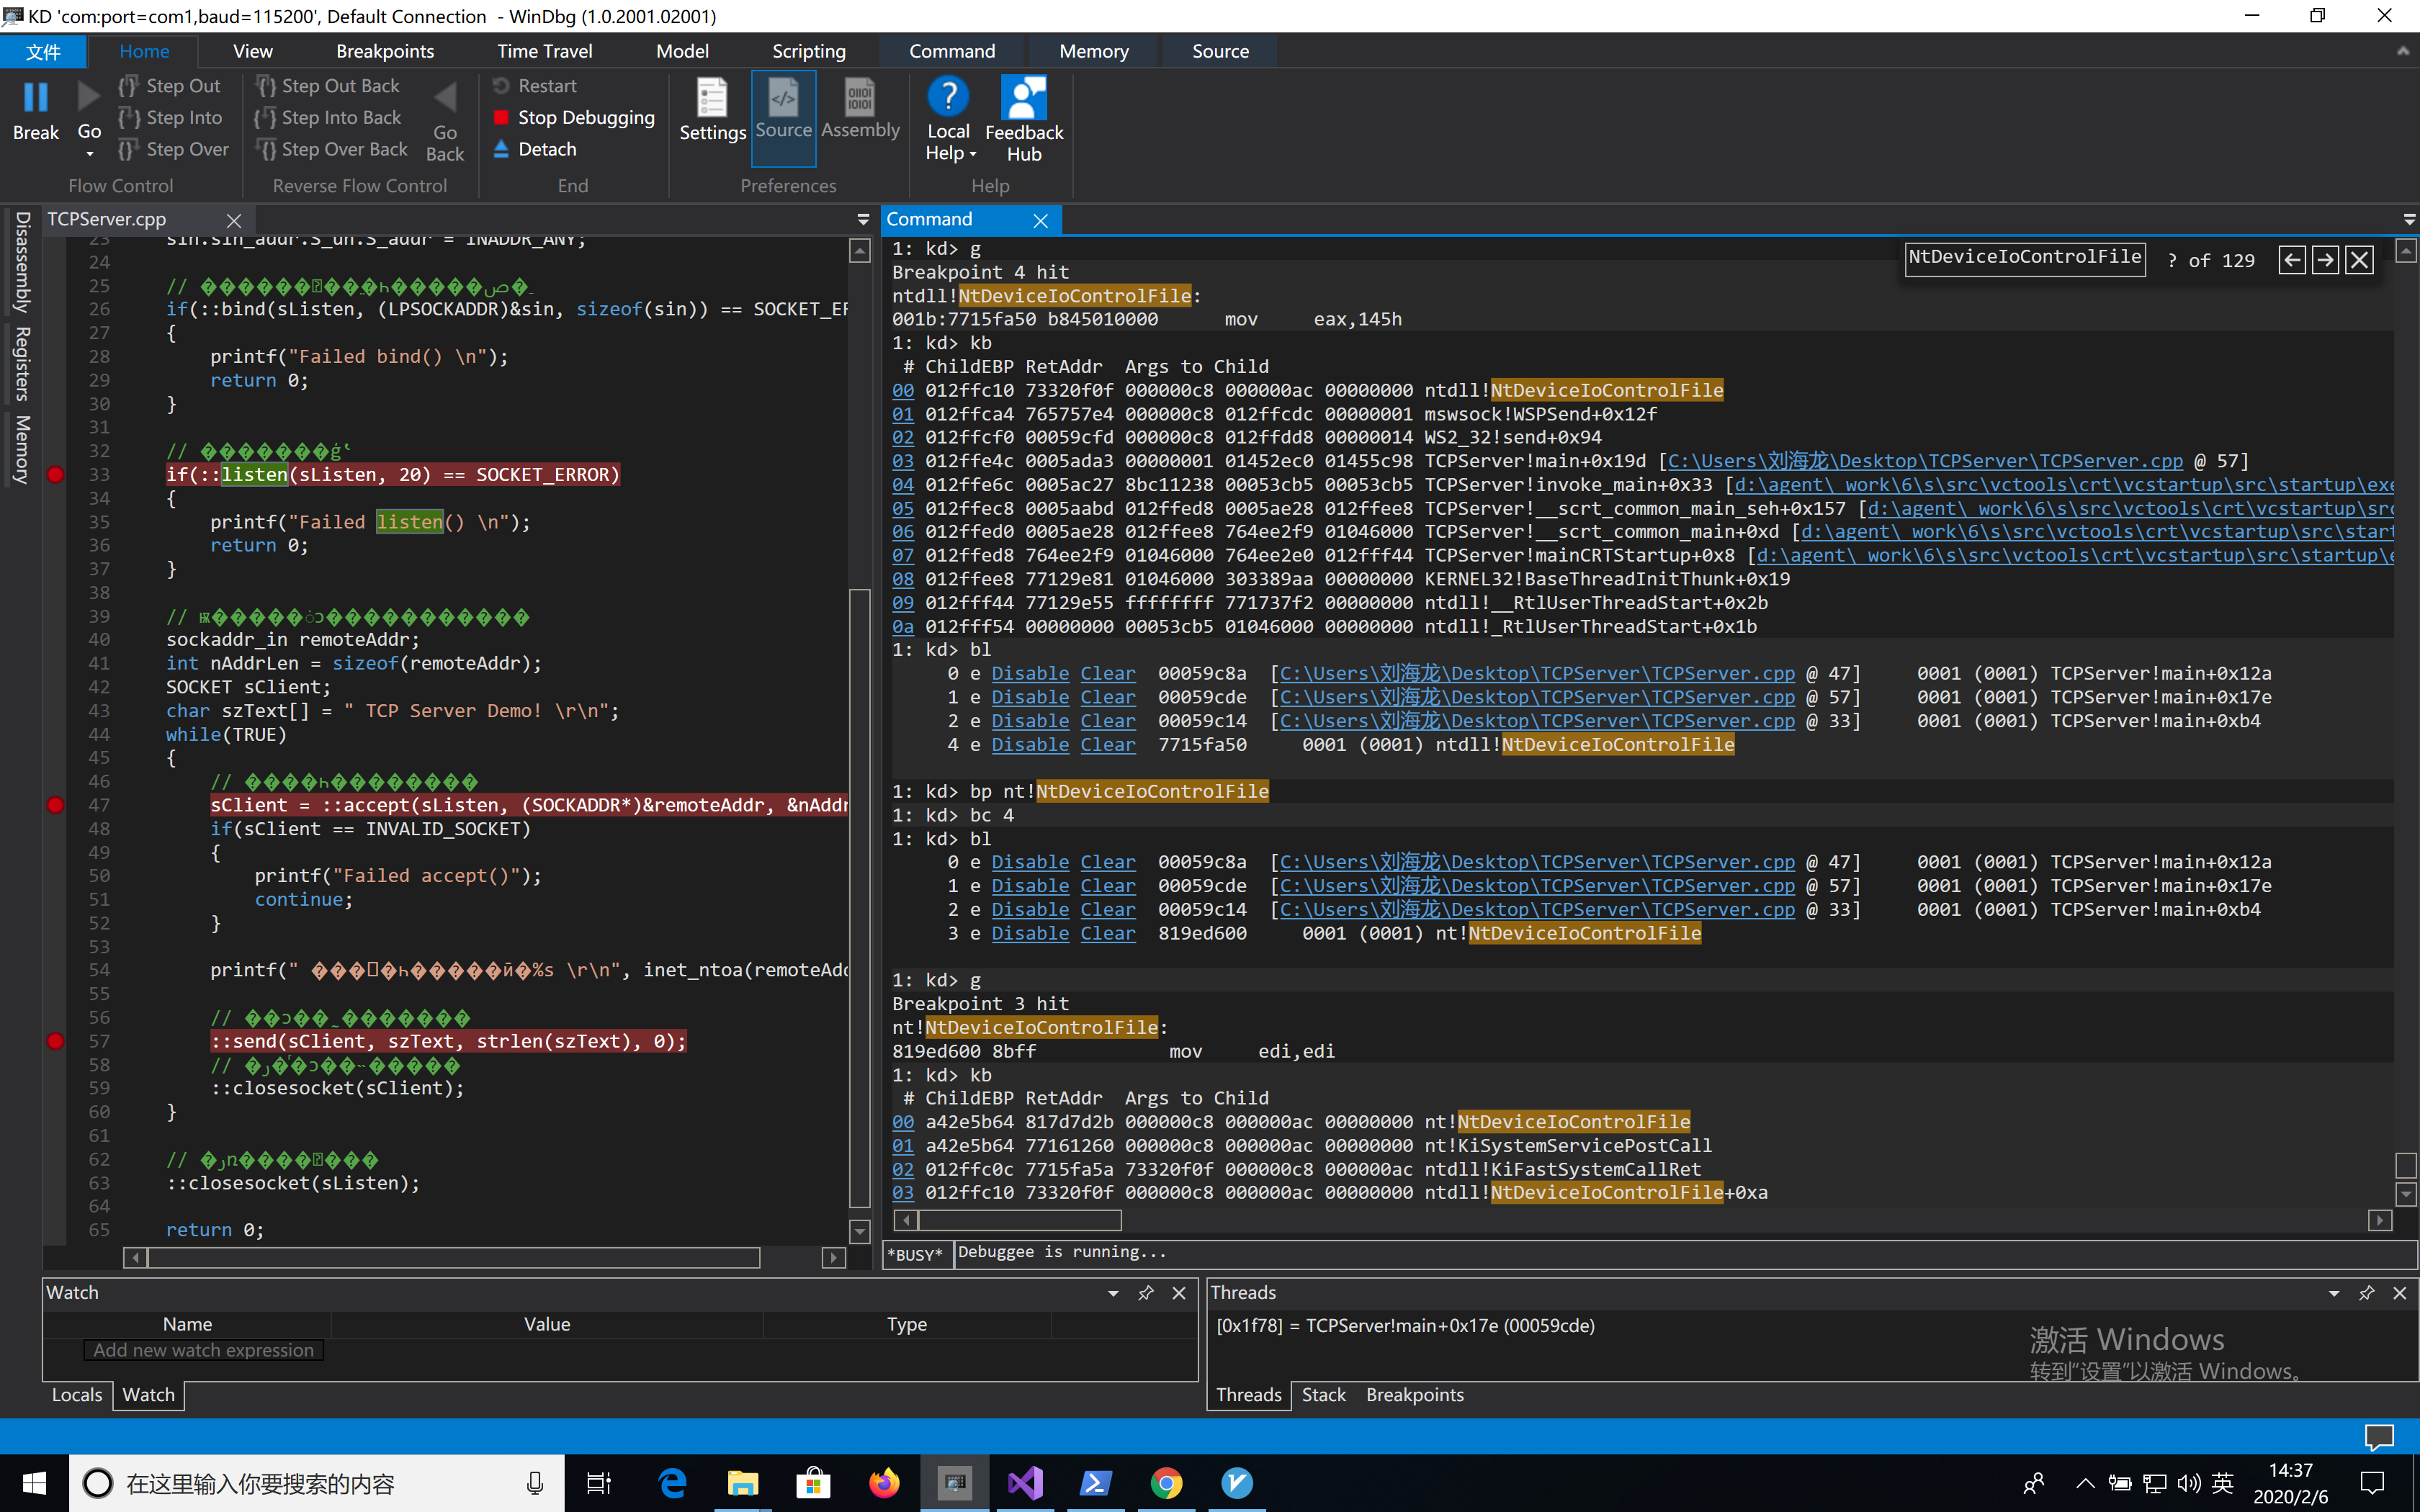 KD 'com:port=com1,baud=115200', Default Connection  - WinDbg (1.0.2001.02001)
文件 Home View Breakpoints Time Travel Model Scripting Command Memory Source
Break
Go
Step Out
Step Into
Step Over
Flow Control
Step Out Back
Step Into Back
Step Over Back
Go Back
Reverse Flow Control
Restart
Stop Debugging
Detach
End
Settings Source Assembly
Preferences
Local Help
Feedback Hub
Help
Disassembly
Registers
Memory
TCPServer.cpp
23 sin.sin_addr.S_un.S_addr = INADDR_ANY;
24
25 //
26 if(::bind(sListen, (LPSOCKADDR)&sin, sizeof(sin)) == SOCKET_ER
27 {
28 printf("Failed bind() \n");
29 return 0;
30 }
31
32 //
33 if(::listen(sListen, 20) == SOCKET_ERROR)
34 {
35 printf("Failed listen() \n");
36 return 0;
37 }
38
39 //
40 sockaddr_in remoteAddr;
41 int nAddrLen = sizeof(remoteAddr);
42 SOCKET sClient;
43 char szText[] = " TCP Server Demo! \r\n";
44 while(TRUE)
45 {
46 //
47 sClient = ::accept(sListen, (SOCKADDR*)&remoteAddr, &nAddr
48 if(sClient == INVALID_SOCKET)
49 {
50 printf("Failed accept()");
51 continue;
52 }
53
54 printf(" %s \r\n", inet_ntoa(remoteAdd
55
56 //
57 ::send(sClient, szText, strlen(szText), 0);
58 //
59 ::closesocket(sClient);
60 }
61
62 //
63 ::closesocket(sListen);
64
65 return 0;
Command
NtDeviceIoControlFile ? of 129
1: kd> g
Breakpoint 4 hit
ntdll!NtDeviceIoControlFile:
001b:7715fa50 b845010000 mov eax,145h
1: kd> kb
# ChildEBP RetAddr  Args to Child
00 012ffc10 73320f0f 000000c8 000000ac 00000000 ntdll!NtDeviceIoControlFile
01 012ffca4 765757e4 000000c8 012ffcdc 00000001 mswsock!WSPSend+0x12f
02 012ffcf0 00059cfd 000000c8 012ffdd8 00000014 WS2_32!send+0x94
03 012ffe4c 0005ada3 00000001 01452ec0 01455c98 TCPServer!main+0x19d [C:\Users\刘海龙\Desktop\TCPServer\TCPServer.cpp @ 57]
04 012ffe6c 0005ac27 8bc11238 00053cb5 00053cb5 TCPServer!invoke_main+0x33 [d:\agent\_work\6\s\src\vctools\crt\vcstartup\src\startup\exe
05 012ffec8 0005aabd 012ffed8 0005ae28 012ffee8 TCPServer!__scrt_common_main_seh+0x157 [d:\agent\_work\6\s\src\vctools\crt\vcstartup\src
06 012ffed0 0005ae28 012ffee8 764ee2f9 01046000 TCPServer!__scrt_common_main+0xd [d:\agent\_work\6\s\src\vctools\crt\vcstartup\src\start
07 012ffed8 764ee2f9 01046000 764ee2e0 012fff44 TCPServer!mainCRTStartup+0x8 [d:\agent\_work\6\s\src\vctools\crt\vcstartup\src\startup\e
08 012ffee8 77129e81 01046000 303389aa 00000000 KERNEL32!BaseThreadInitThunk+0x19
09 012fff44 77129e55 ffffffff 771737f2 00000000 ntdll!__RtlUserThreadStart+0x2b
0a 012fff54 00000000 00053cb5 01046000 00000000 ntdll!_RtlUserThreadStart+0x1b
1: kd> bl
0 e Disable Clear 00059c8a [C:\Users\刘海龙\Desktop\TCPServer\TCPServer.cpp @ 47] 0001 (0001) TCPServer!main+0x12a
1 e Disable Clear 00059cde [C:\Users\刘海龙\Desktop\TCPServer\TCPServer.cpp @ 57] 0001 (0001) TCPServer!main+0x17e
2 e Disable Clear 00059c14 [C:\Users\刘海龙\Desktop\TCPServer\TCPServer.cpp @ 33] 0001 (0001) TCPServer!main+0xb4
4 e Disable Clear 7715fa50 0001 (0001) ntdll!NtDeviceIoControlFile
1: kd> bp nt!NtDeviceIoControlFile
1: kd> bc 4
1: kd> bl
0 e Disable Clear 00059c8a [C:\Users\刘海龙\Desktop\TCPServer\TCPServer.cpp @ 47] 0001 (0001) TCPServer!main+0x12a
1 e Disable Clear 00059cde [C:\Users\刘海龙\Desktop\TCPServer\TCPServer.cpp @ 57] 0001 (0001) TCPServer!main+0x17e
2 e Disable Clear 00059c14 [C:\Users\刘海龙\Desktop\TCPServer\TCPServer.cpp @ 33] 0001 (0001) TCPServer!main+0xb4
3 e Disable Clear 819ed600 0001 (0001) nt!NtDeviceIoControlFile
1: kd> g
Breakpoint 3 hit
nt!NtDeviceIoControlFile:
819ed600 8bff mov edi,edi
1: kd> kb
# ChildEBP RetAddr  Args to Child
00 a42e5b64 817d7d2b 000000c8 000000ac 00000000 nt!NtDeviceIoControlFile
01 a42e5b64 77161260 000000c8 000000ac 00000000 nt!KiSystemServicePostCall
02 012ffc0c 7715fa5a 73320f0f 000000c8 000000ac ntdll!KiFastSystemCallRet
03 012ffc10 73320f0f 000000c8 000000ac 00000000 ntdll!NtDeviceIoControlFile+0xa
*BUSY* Debuggee is running...
Watch
Name Value Type
Add new watch expression
Locals Watch
Threads
[0x1f78] = TCPServer!main+0x17e (00059cde)
激活 Windows
转到“设置”以激活 Windows。
Threads Stack Breakpoints
在这里输入你要搜索的内容
英
14:37
2020/2/6